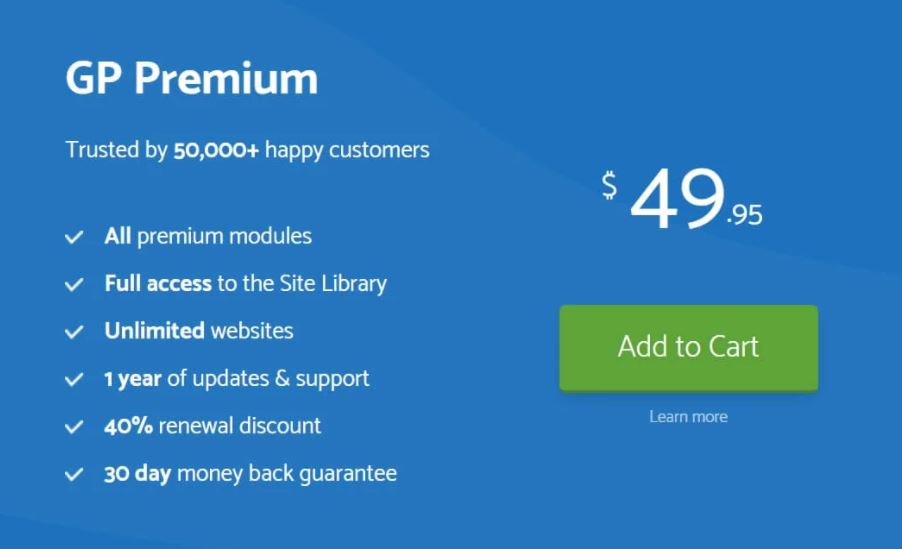 GP Premium
Trusted by 50,000+ happy customers
All premium modules
Full access to the Site Library
Unlimited websites
1 year of updates & support
40% renewal discount
30 day money back guarantee
$49.95
Add to Cart
Learn more